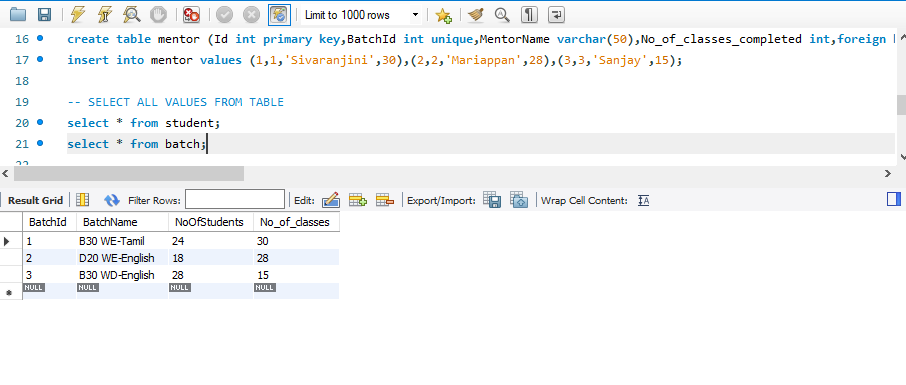 Limit to 1000 rows
16 create table mentor (Id int primary key,BatchId int unique,MentorName varchar(50),No_of_classes_completed int,foreign
17 insert into mentor values (1,1,'Sivaranjini',30),(2,2,'Mariappan',28),(3,3,'Sanjay',15);
18
19 -- SELECT ALL VALUES FROM TABLE
20 select * from student;
21 select * from batch;
Result Grid Filter Rows: Edit: Export/Import: Wrap Cell Content:
BatchId BatchName NoOfStudents No_of_classes
1 B30 WE-Tamil 24 30
2 D20 WE-English 18 28
3 B30 WD-English 28 15
NULL NULL NULL NULL